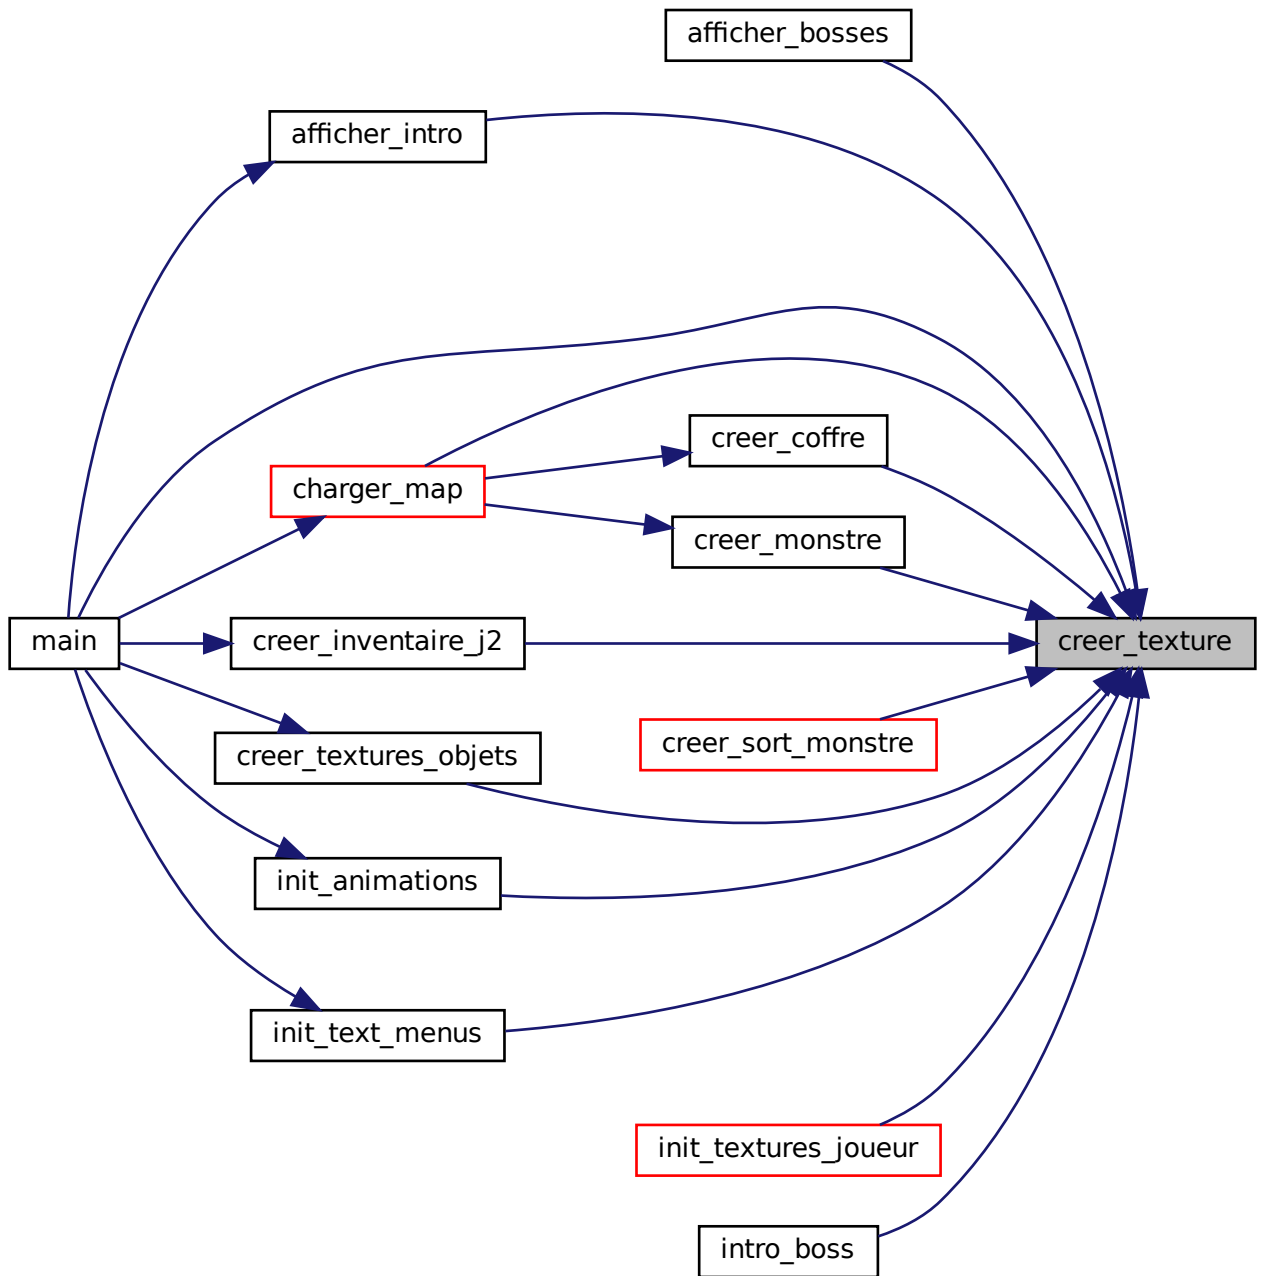 afficher_bosses
afficher_intro
creer_coffre
charger_map
creer_monstre
main
creer_inventaire_j2
creer_texture
creer_sort_monstre
creer_textures_objets
init_animations
init_text_menus
init_textures_joueur
intro_boss